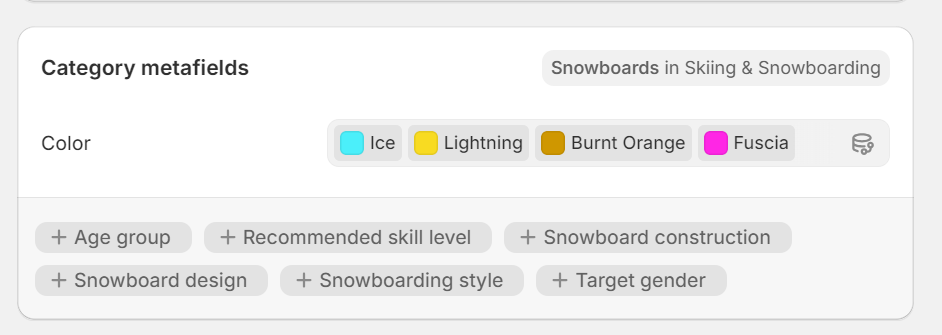 Category metafields Snowboards in Skiing & Snowboarding
Color Ice Lightning Burnt Orange Fuscia
+ Age group + Recommended skill level + Snowboard construction
+ Snowboard design + Snowboarding style + Target gender